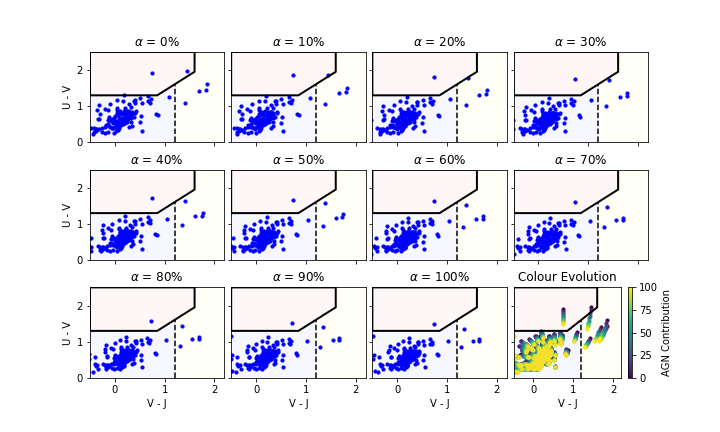 α = 0%
α = 10%
α = 20%
α = 30%
U - V
2
1
0
α = 40%
α = 50%
α = 60%
α = 70%
U - V
2
1
0
α = 80%
α = 90%
α = 100%
Colour Evolution
U - V
2
1
0
100
75
50
25
0
AGN Contribution
0 1 2
0 1 2
0 1 2
0 1 2
V - J
V - J
V - J
V - J